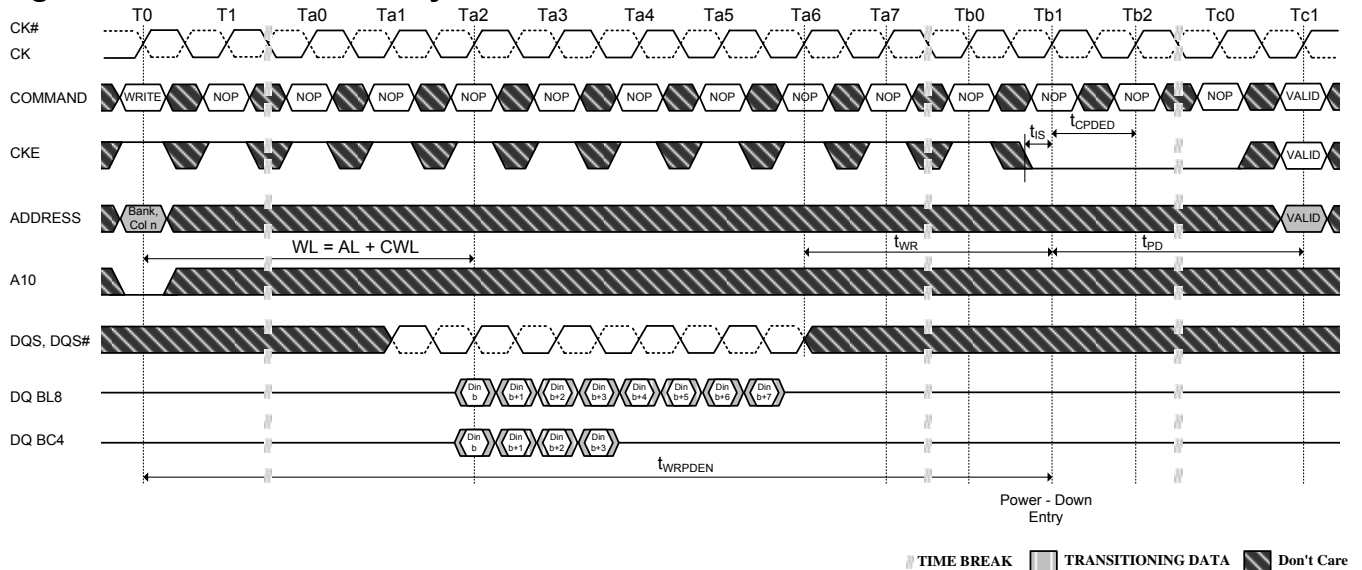 T0 T1 Ta0 Ta1 Ta2 Ta3 Ta4 Ta5 Ta6 Ta7 Tb0 Tb1 Tb2 Tc0 Tc1
CK#
CK
COMMAND WRITE NOP NOP NOP NOP NOP NOP NOP NOP NOP NOP NOP NOP NOP VALID
tIS tCPDED
CKE VALID
ADDRESS Bank, Col n VALID
WL = AL + CWL tWR tPD
A10
DQS, DQS#
DQ BL8 Din b Din b+1 Din b+2 Din b+3 Din b+4 Din b+5 Din b+6 Din b+7
DQ BC4 Din b Din b+1 Din b+2 Din b+3
tWRPDEN
Power - Down
Entry
TIME BREAK TRANSITIONING DATA Don't Care